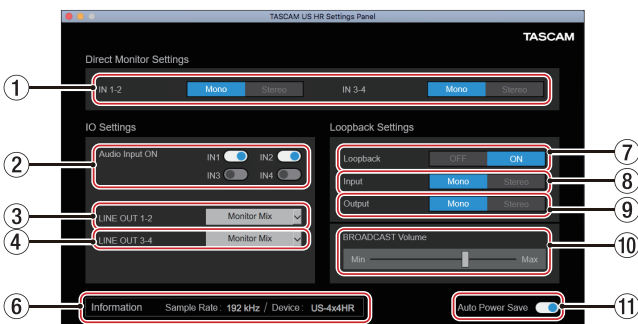 TASCAM US HR Settings Panel
TASCAM
Direct Monitor Settings
1 IN 1-2 Mono Stereo IN 3-4 Mono Stereo
IO Settings
2 Audio Input ON IN1 IN2
IN3 IN4
3 LINE OUT 1-2 Monitor Mix
4 LINE OUT 3-4 Monitor Mix
Loopback Settings
Loopback OFF ON 7
Input Mono Stereo 8
Output Mono Stereo 9
BROADCAST Volume
Min Max 10
6 Information Sample Rate : 192 kHz / Device : US-4x4HR
Auto Power Save 11